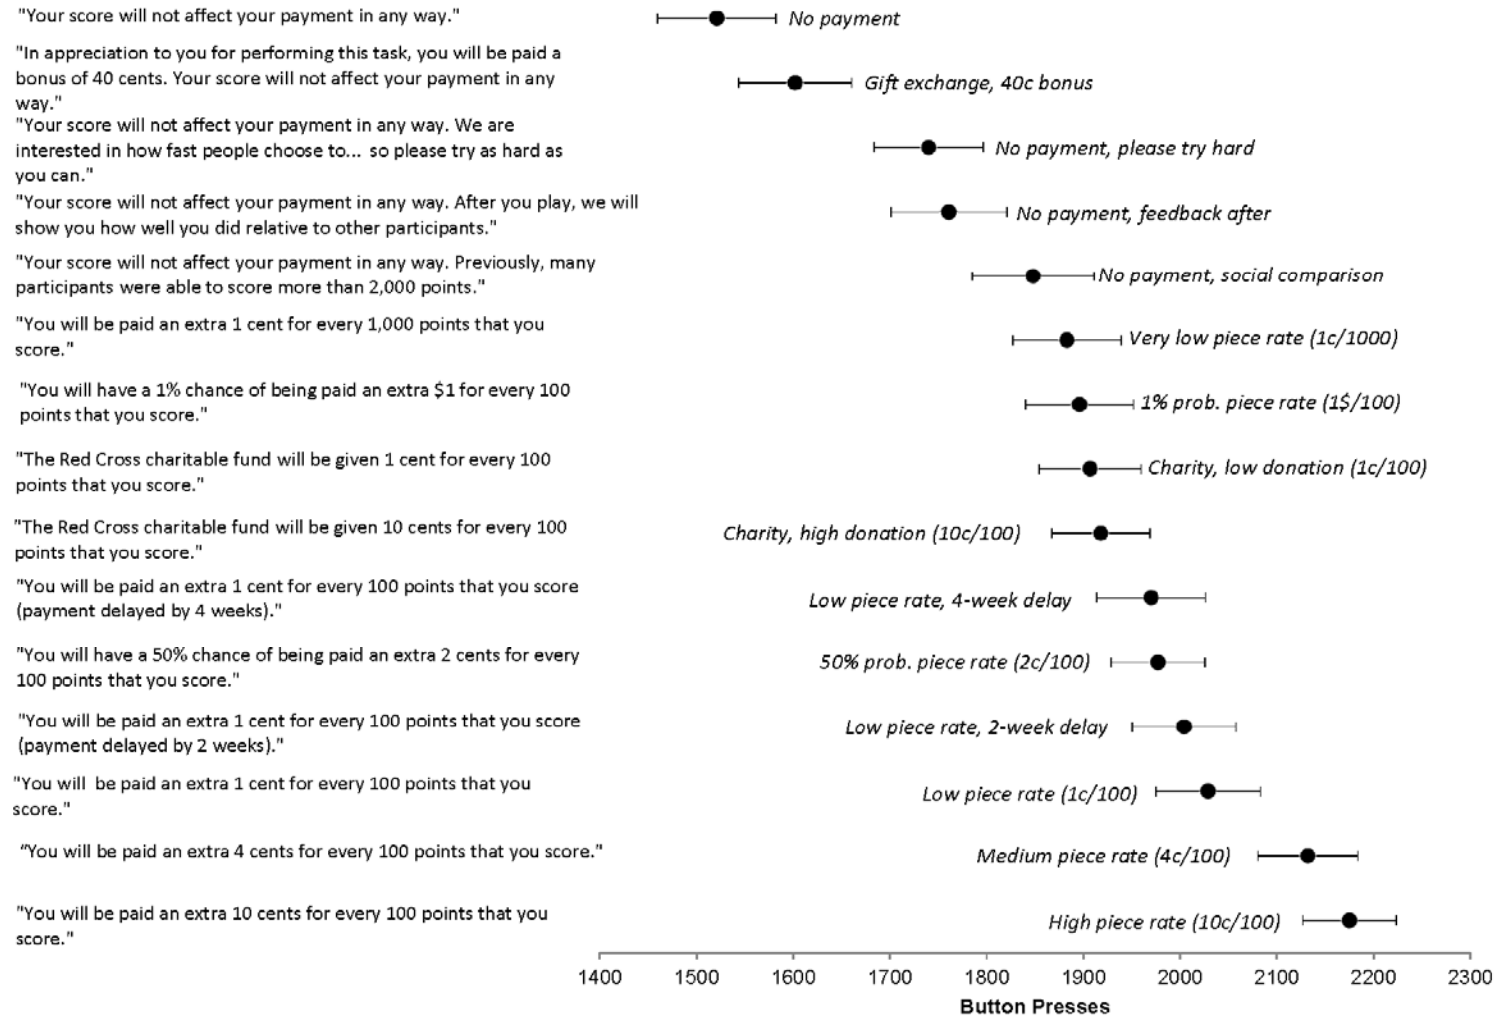 "Your score will not affect your payment in any way."
No payment
"In appreciation to you for performing this task, you will be paid a
bonus of 40 cents. Your score will not affect your payment in any
way."
Gift exchange, 40c bonus
"Your score will not affect your payment in any way. We are
interested in how fast people choose to... so please try as hard as
you can."
No payment, please try hard
"Your score will not affect your payment in any way. After you play, we will
show you how well you did relative to other participants."
No payment, feedback after
"Your score will not affect your payment in any way. Previously, many
participants were able to score more than 2,000 points."
No payment, social comparison
"You will be paid an extra 1 cent for every 1,000 points that you
score."
Very low piece rate (1c/1000)
"You will have a 1% chance of being paid an extra $1 for every 100
points that you score."
1% prob. piece rate (1$/100)
"The Red Cross charitable fund will be given 1 cent for every 100
points that you score."
Charity, low donation (1c/100)
"The Red Cross charitable fund will be given 10 cents for every 100
points that you score."
Charity, high donation (10c/100)
"You will be paid an extra 1 cent for every 100 points that you score
(payment delayed by 4 weeks)."
Low piece rate, 4-week delay
"You will have a 50% chance of being paid an extra 2 cents for every
100 points that you score."
50% prob. piece rate (2c/100)
"You will be paid an extra 1 cent for every 100 points that you score
(payment delayed by 2 weeks)."
Low piece rate, 2-week delay
"You will  be paid an extra 1 cent for every 100 points that you
score."
Low piece rate (1c/100)
“You will be paid an extra 4 cents for every 100 points that you score."
Medium piece rate (4c/100)
"You will be paid an extra 10 cents for every 100 points that you
score."
High piece rate (10c/100)
1400 1500 1600 1700 1800 1900 2000 2100 2200 2300
Button Presses